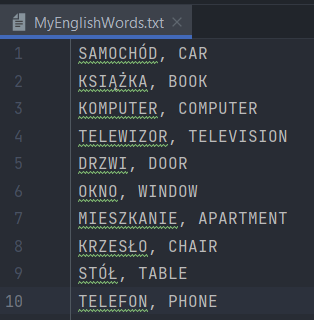 MyEnglishWords.txt
1 SAMOCHÓD, CAR
2 KSIĄŻKA, BOOK
3 KOMPUTER, COMPUTER
4 TELEWIZOR, TELEVISION
5 DRZWI, DOOR
6 OKNO, WINDOW
7 MIESZKANIE, APARTMENT
8 KRZESŁO, CHAIR
9 STÓŁ, TABLE
10 TELEFON, PHONE